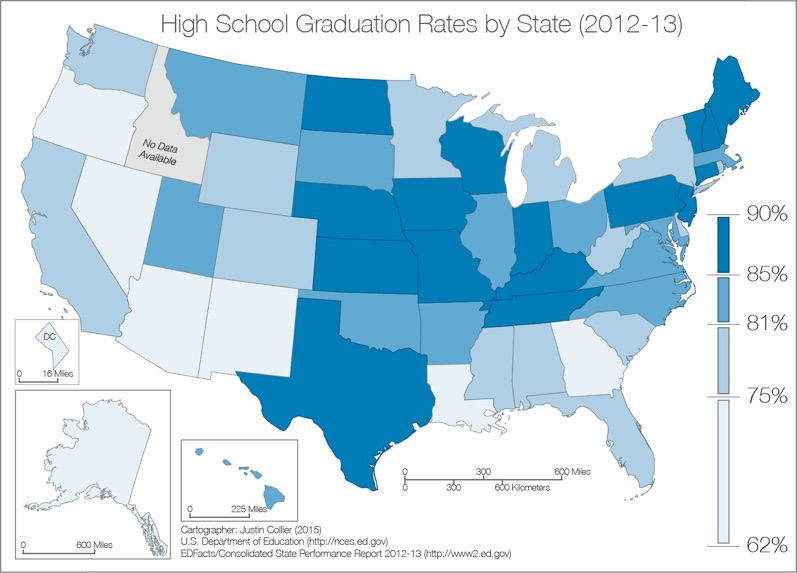 High School Graduation Rates by State (2012-13)
No Data
Available
90%
85%
81%
75%
62%
DC
0 16 Miles
0 600 Miles
0 225 Miles
0 300 600 Miles
0 300 600 Kilometers
Cartographer: Justin Collier (2015)
U.S. Department of Education (http://nces.ed.gov)
EDFacts/Consolidated State Performance Report 2012-13 (http://www2.ed.gov)